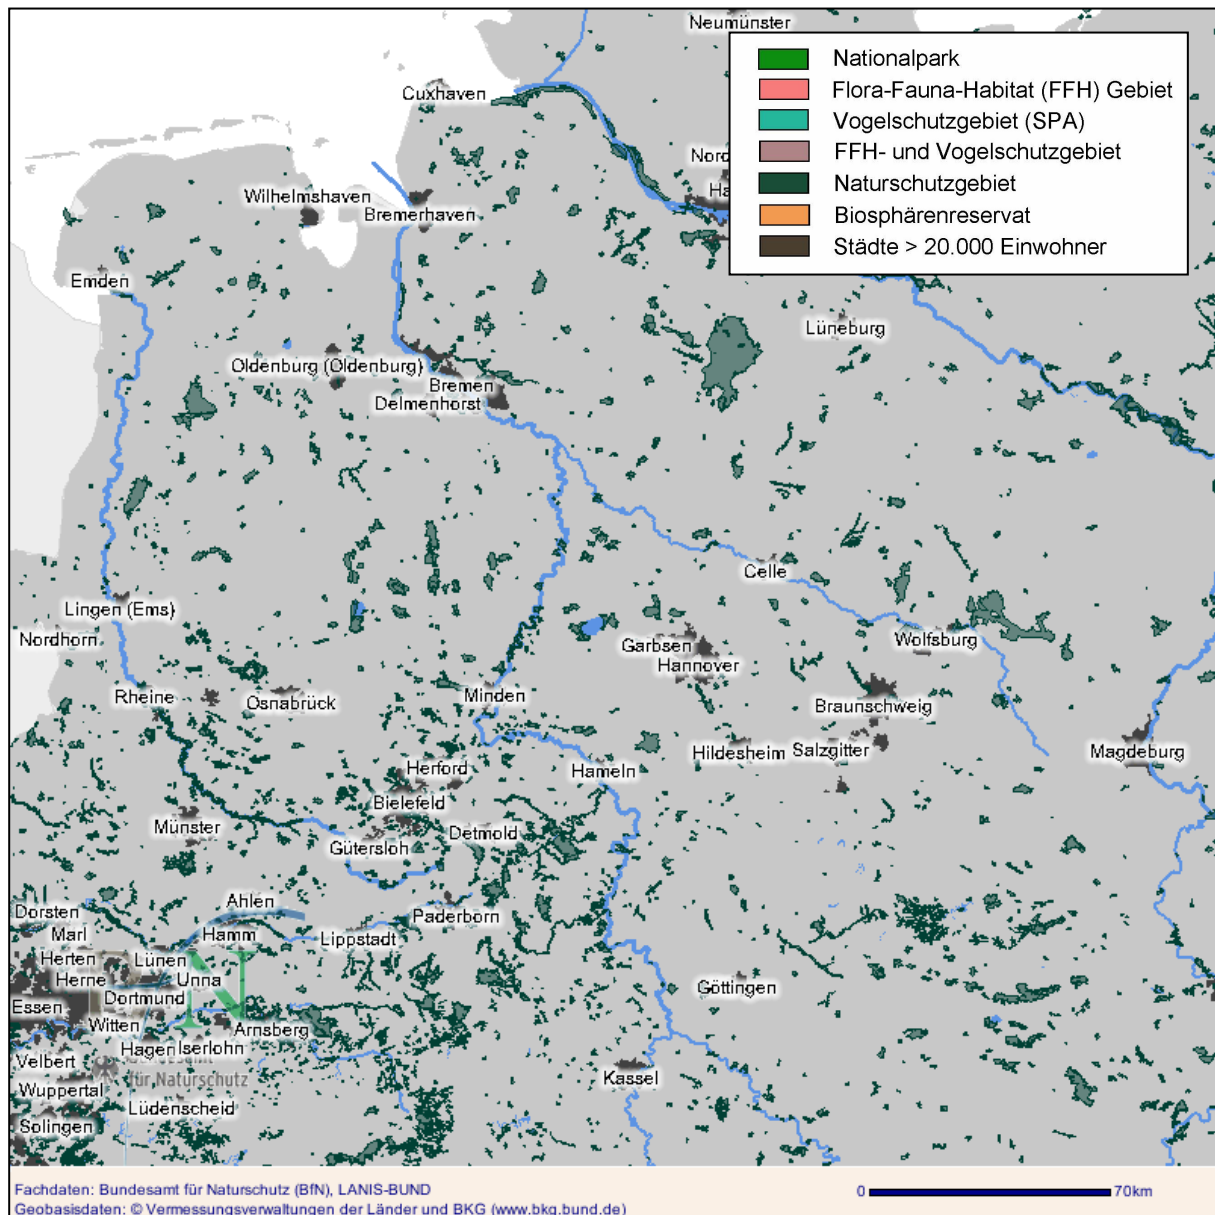 Neumünster
Nationalpark
Flora-Fauna-Habitat (FFH) Gebiet
Vogelschutzgebiet (SPA)
FFH- und Vogelschutzgebiet
Naturschutzgebiet
Biosphärenreservat
Städte > 20.000 Einwohner
Cuxhaven
Nord
Ha
Wilhelmshaven
Bremerhaven
Emden
Lüneburg
Oldenburg (Oldenburg)
Bremen
Delmenhorst
Celle
Lingen (Ems)
Nordhorn
Garbsen
Wolfsburg
Hannover
Rheine
Osnabrück
Minden
Braunschweig
Hildesheim
Salzgitter
Magdeburg
Herford
Hameln
Bielefeld
Münster
Detmold
Gütersloh
Ahlen
Dorsten
Paderborn
Marl
Hamm
Lippstadt
Herten
Lünen
Herne
Unna
N
Göttingen
Dortmund
Essen
Witten
Arnsberg
Hagen
Iserlohn
Velbert
für Naturschutz
Kassel
Wuppertal
Lüdenscheid
Solingen
Fachdaten: Bundesamt für Naturschutz (BfN), LANIS-BUND
0 70km
Geobasisdaten: © Vermessungsverwaltungen der Länder und BKG (www.bkg.bund.de)